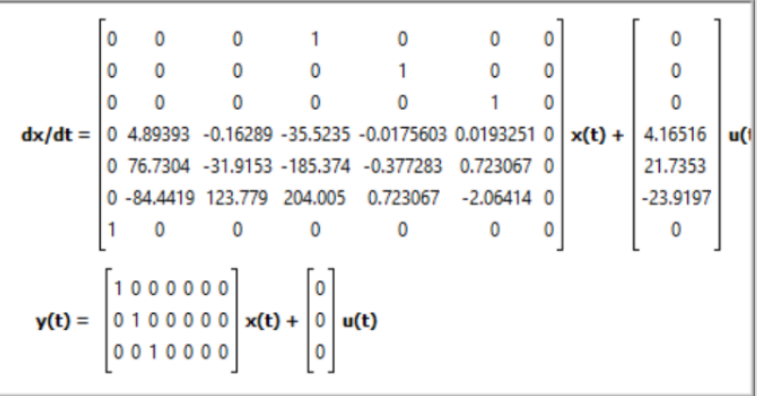 0 0 0 1 0 0 0 0
0 0 0 0 1 0 0 0
0 0 0 0 0 1 0 0
dx/dt = 0 4.89393 -0.16289 -35.5235 -0.0175603 0.0193251 0 x(t) + 4.16516 u(
0 76.7304 -31.9153 -185.374 -0.377283 0.723067 0 21.7353
0 -84.4419 123.779 204.005 0.723067 -2.06414 0 -23.9197
1 0 0 0 0 0 0 0
1 0 0 0 0 0 0 0
y(t) = 0 1 0 0 0 0 0 x(t) + 0 u(t)
0 0 1 0 0 0 0 0